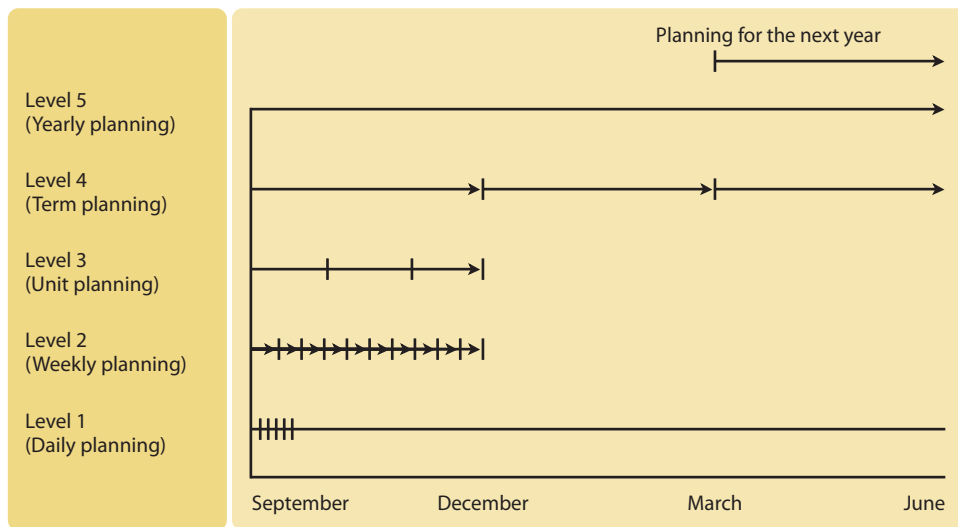 Planning for the next year
Level 5
(Yearly planning)
Level 4
(Term planning)
Level 3
(Unit planning)
Level 2
(Weekly planning)
Level 1
(Daily planning)
September December March June